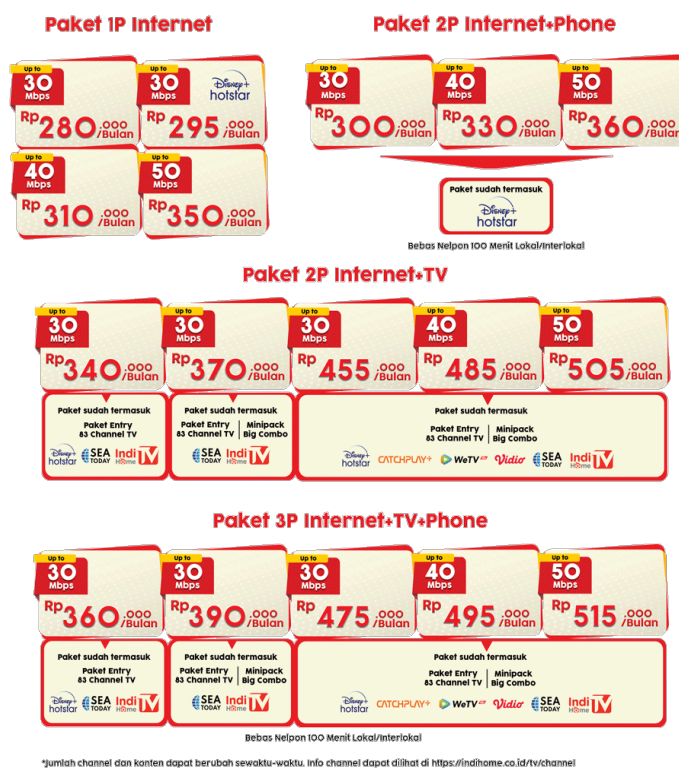 Paket 1P Internet
Up to
30
Mbps
Rp 280.000/Bulan
Up to
30
Mbps
Disney+
hotstar
Rp 295.000/Bulan
Up to
40
Mbps
Rp 310.000/Bulan
Up to
50
Mbps
Rp 350.000/Bulan
Paket 2P Internet+Phone
Up to
30
Mbps
Rp 300.000/Bulan
Up to
40
Mbps
Rp 330.000/Bulan
Up to
50
Mbps
Rp 360.000/Bulan
Paket sudah termasuk
Disney+
hotstar
Bebas Nelpon 100 Menit Lokal/Interlokal
Paket 2P Internet+TV
Up to
30
Mbps
Rp 340.000/Bulan
Up to
30
Mbps
Rp 370.000/Bulan
Up to
30
Mbps
Rp 455.000/Bulan
Up to
40
Mbps
Rp 485.000/Bulan
Up to
50
Mbps
Rp 505.000/Bulan
Paket sudah termasuk
Paket Entry
83 Channel TV
Disney+ hotstar SEA TODAY Indi Home TV
Paket sudah termasuk
Paket Entry Minipack
83 Channel TV Big Combo
SEA TODAY Indi Home TV
Paket sudah termasuk
Paket Entry Minipack
83 Channel TV Big Combo
Disney+ hotstar CATCHPLAY+ WeTV Vidio SEA TODAY Indi Home TV
Paket 3P Internet+TV+Phone
Up to
30
Mbps
Rp 360.000/Bulan
Up to
30
Mbps
Rp 390.000/Bulan
Up to
30
Mbps
Rp 475.000/Bulan
Up to
40
Mbps
Rp 495.000/Bulan
Up to
50
Mbps
Rp 515.000/Bulan
Paket sudah termasuk
Paket Entry
83 Channel TV
Disney+ hotstar SEA TODAY Indi Home TV
Paket sudah termasuk
Paket Entry Minipack
83 Channel TV Big Combo
SEA TODAY Indi Home TV
Paket sudah termasuk
Paket Entry Minipack
83 Channel TV Big Combo
Disney+ hotstar CATCHPLAY+ WeTV Vidio SEA TODAY Indi Home TV
Bebas Nelpon 100 Menit Lokal/Interlokal
*Jumlah channel dan konten dapat berubah sewaktu-waktu. Info channel dapat dilihat di https://indihome.co.id/tv/channel